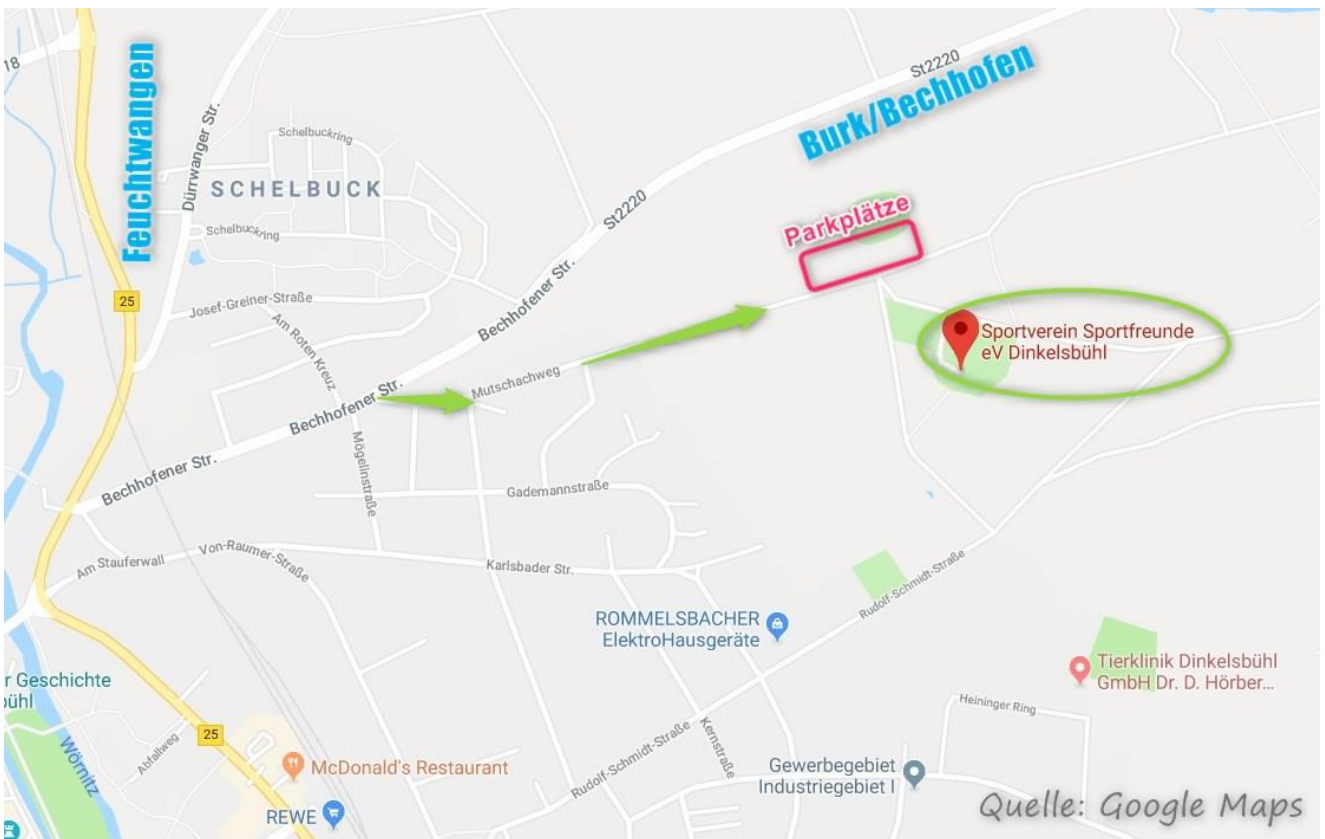 18
Feuchtwangen
Dürrwanger Str.
Schelbuckring
SCHELBUCK
Schelbuckring
St2220
Burk/Bechhofen
St2220
Parkplätze
25
Josef-Greiner-Straße
Am Roten Kreuz
Bechhofener Str.
Sportverein Sportfreunde
eV Dinkelsbühl
Mutschachweg
Bechhofener Str.
Mögelinstraße
Bechhofener Str.
Gademannstraße
Am Stauferwall
Von-Raumer-Straße
Karlsbader Str.
Rudolf-Schmidt-Straße
ROMMELSBACHER
ElektroHausgeräte
Tierklinik Dinkelsbühl
GmbH Dr. D. Hörber...
r Geschichte
bühl
Heininger Ring
25
Wörnitz
Abfallweg
Kernstraße
Rudolf-Schmidt-Straße
McDonald's Restaurant
Gewerbegebiet
Industriegebiet I
REWE
Quelle: Google Maps